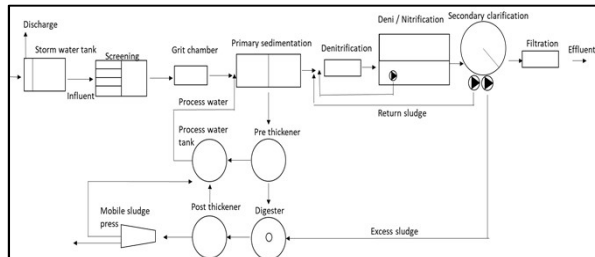 Discharge
Storm water tank
Screening
Grit chamber
Primary sedimentation
Denitrification
Deni / Nitrification
Secondary clarification
Filtration
Effluent
Influent
Process water
Return sludge
Process water
tank
Pre thickener
Mobile sludge
press
Post thickener
Digester
Excess sludge